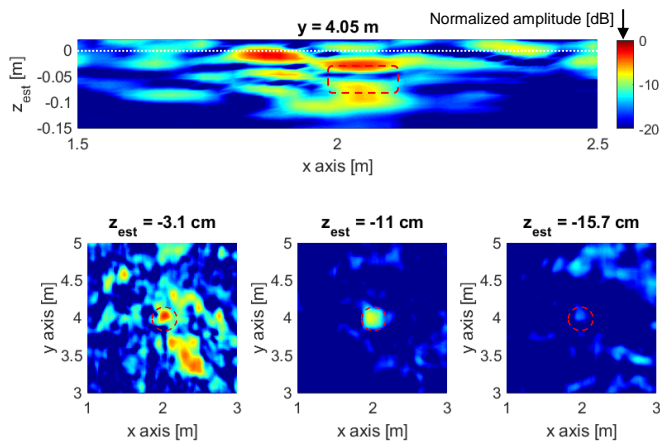 Normalized amplitude [dB]
y = 4.05 m
0
-0.05
-0.1
-0.15
z_est [m]
1.5
2
2.5
x axis [m]
0
-10
-20
z_est = -3.1 cm
z_est = -11 cm
z_est = -15.7 cm
5
4.5
4
3.5
3
y axis [m]
1
2
3
x axis [m]
5
4.5
4
3.5
3
y axis [m]
1
2
3
x axis [m]
5
4.5
4
3.5
3
y axis [m]
1
2
3
x axis [m]